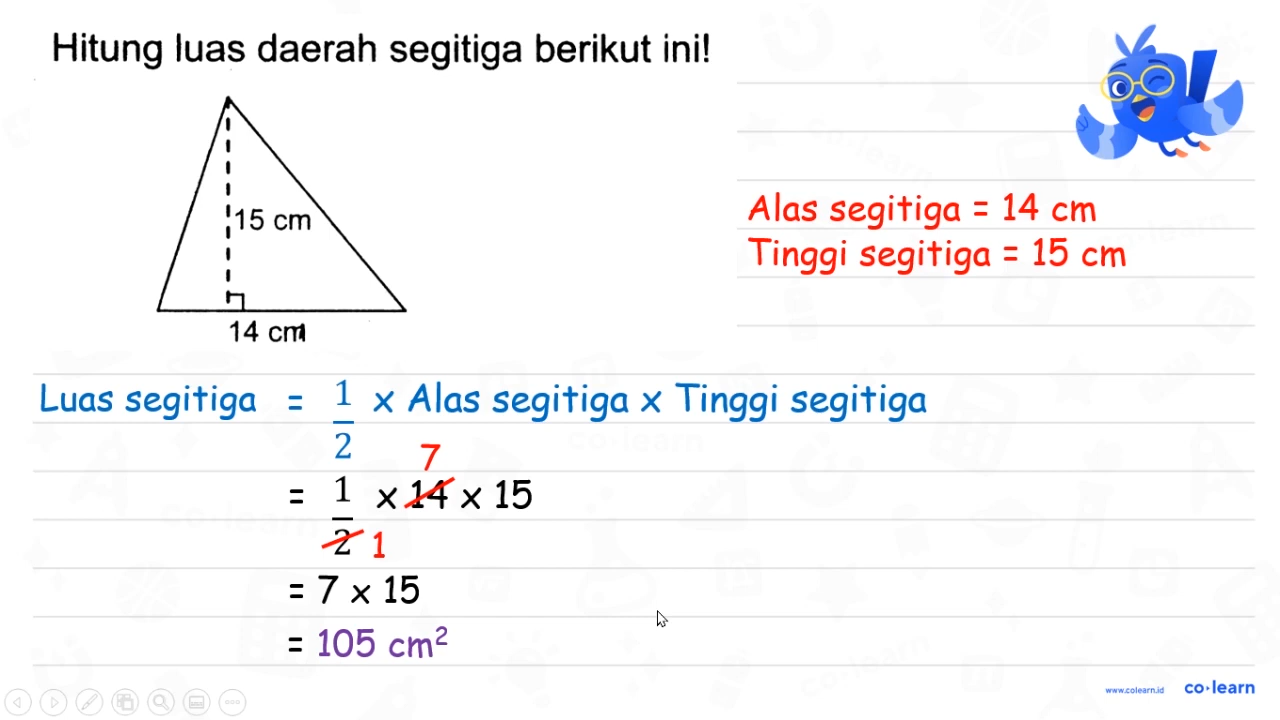 Hitung luas daerah segitiga berikut ini!
15 cm
14 cm
Alas segitiga = 14 cm
Tinggi segitiga = 15 cm
Luas segitiga = 1/2 x Alas segitiga x Tinggi segitiga
7
= 1/2 x 14 x 15
1
= 7 x 15
= 105 cm²
www.colearn.id co·learn